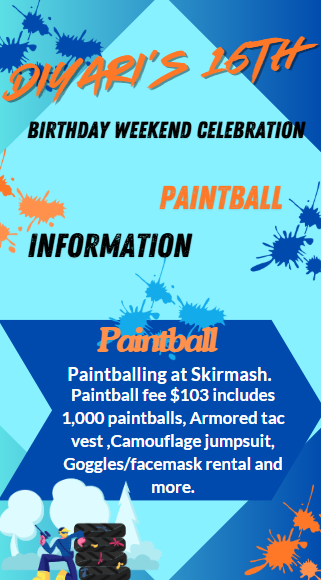 DIYARI'S 16TH
BIRTHDAY WEEKEND CELEBRATION
PAINTBALL
INFORMATION
Paintball
Paintballing at Skirmash.
Paintball fee $103 includes
1,000 paintballs, Armored tac
vest ,Camouflage jumpsuit,
Goggles/facemask rental and
more.